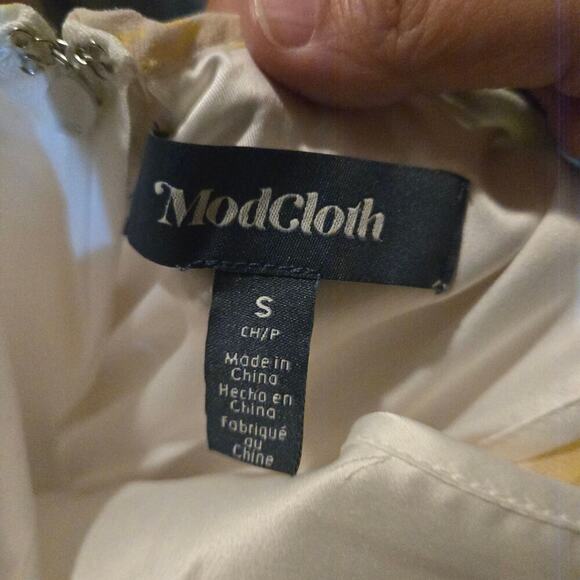 ModCloth
S
CH/P
Made in
China
Hecho en
China
Fabriqué
au
Chine